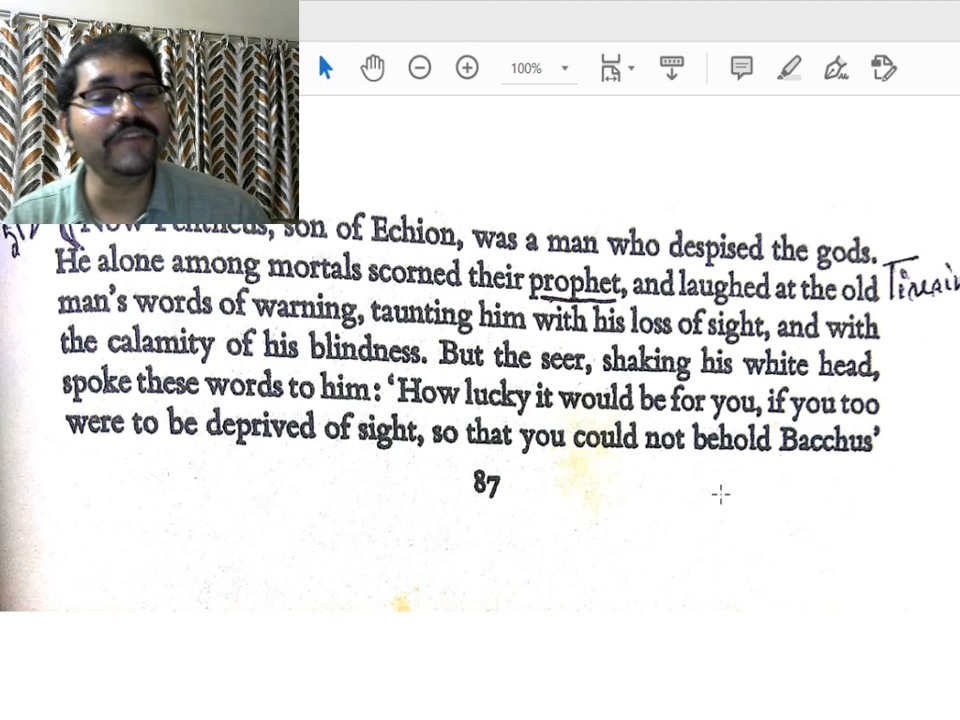 100%
Now Pentheus, son of Echion, was a man who despised the gods.
He alone among mortals scorned their prophet, and laughed at the old
man's words of warning, taunting him with his loss of sight, and with
the calamity of his blindness. But the seer, shaking his white head,
spoke these words to him: ‘How lucky it would be for you, if you too
were to be deprived of sight, so that you could not behold Bacchus’
87